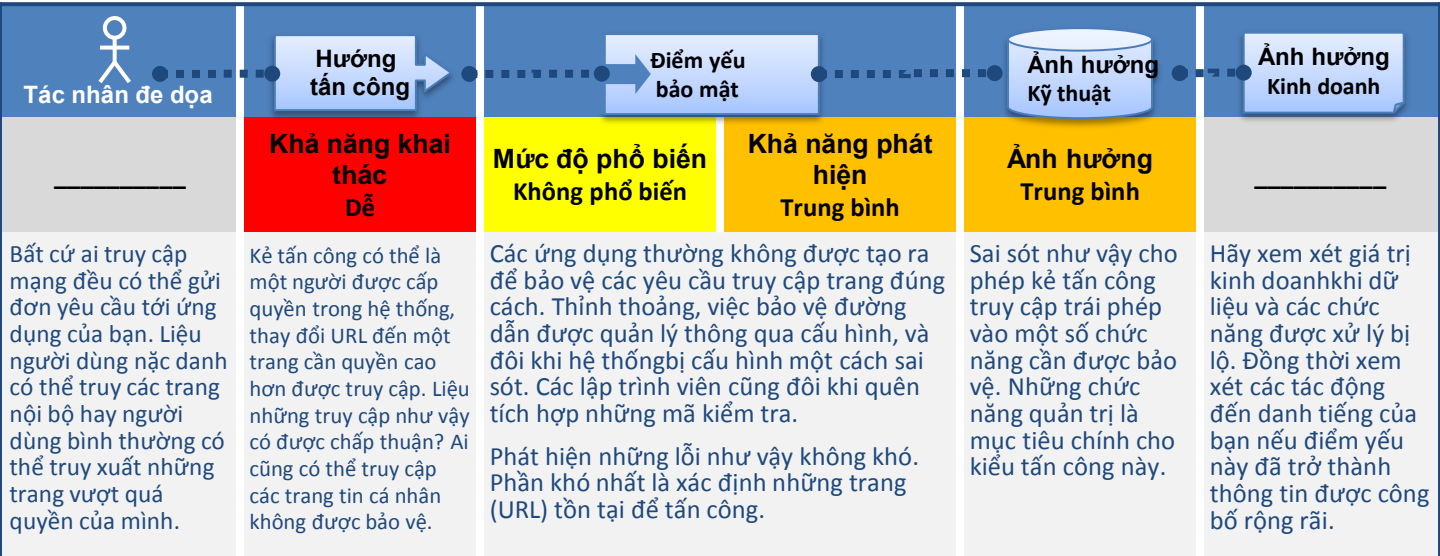 Tác nhân đe dọa
Hướng
tấn công
Điểm yếu
bảo mật
Ảnh hưởng
Kỹ thuật
Ảnh hưởng
Kinh doanh
__________
Khả năng khai
thác
Dễ
Mức độ phổ biến
Không phổ biến
Khả năng phát
hiện
Trung bình
Ảnh hưởng
Trung bình
__________
Bất cứ ai truy cập
mạng đều có thể gửi
đơn yêu cầu tới ứng
dụng của bạn. Liệu
người dùng nặc danh
có thể truy các trang
nội bộ hay người
dùng bình thường có
thể truy xuất những
trang vượt quá
quyền của mình.
Kẻ tấn công có thể là
một người được cấp
quyền trong hệ thống,
thay đổi URL đến một
trang cần quyền cao
hơn được truy cập. Liệu
những truy cập như vậy
có được chấp thuận? Ai
cũng có thể truy cập
các trang tin cá nhân
không được bảo vệ.
Các ứng dụng thường không được tạo ra
để bảo vệ các yêu cầu truy cập trang đúng
cách. Thỉnh thoảng, việc bảo vệ đường
dẫn được quản lý thông qua cấu hình, và
đôi khi hệ thốngbị cấu hình một cách sai
sót. Các lập trình viên cũng đôi khi quên
tích hợp những mã kiểm tra.
Phát hiện những lỗi như vậy không khó.
Phần khó nhất là xác định những trang
(URL) tồn tại để tấn công.
Sai sót như vậy cho
phép kẻ tấn công
truy cập trái phép
vào một số chức
năng cần được bảo
vệ. Những chức
năng quản trị là
mục tiêu chính cho
kiểu tấn công này.
Hãy xem xét giá trị
kinh doanhkhi dữ
liệu và các chức
năng được xử lý bị
lộ. Đồng thời xem
xét các tác động
đến danh tiếng của
bạn nếu điểm yếu
này đã trở thành
thông tin được công
bố rộng rãi.